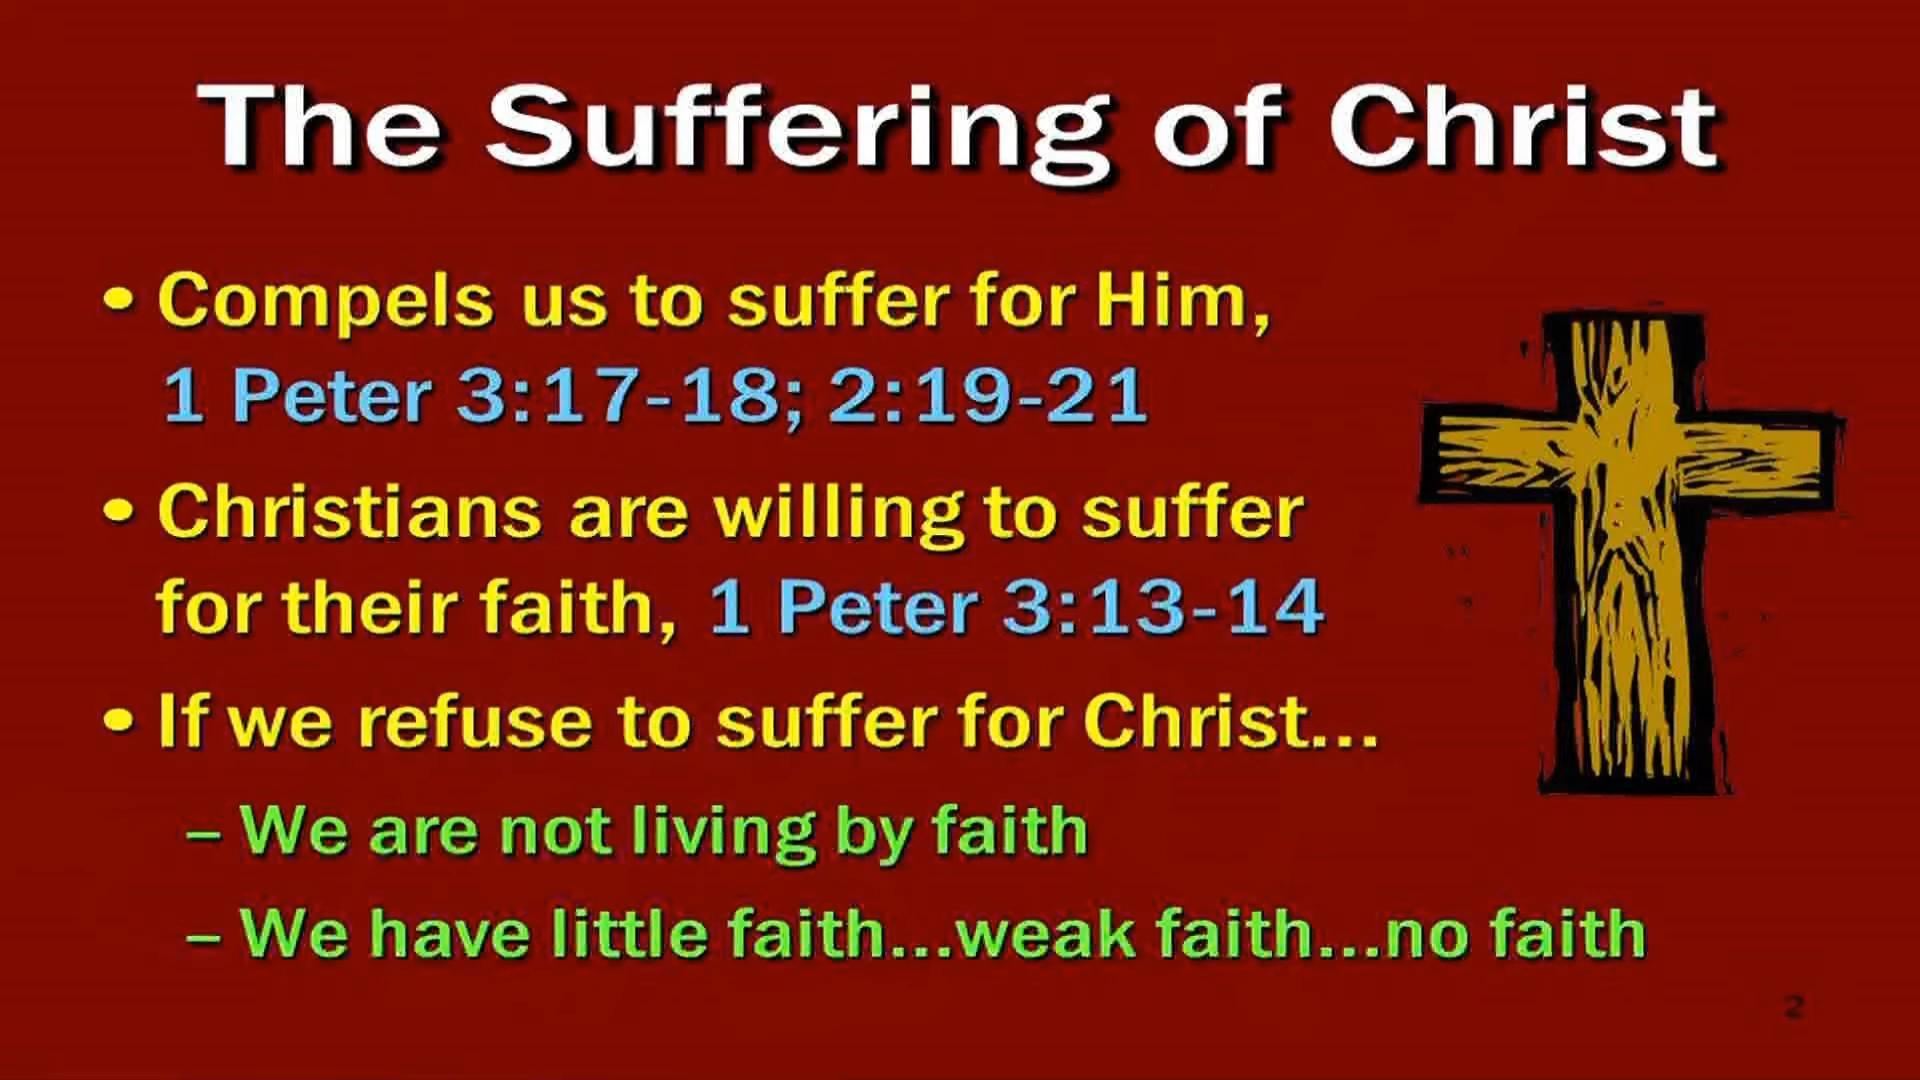 The Suffering of Christ
• Compels us to suffer for Him,
1 Peter 3:17-18; 2:19-21
• Christians are willing to suffer
for their faith, 1 Peter 3:13-14
• If we refuse to suffer for Christ...
– We are not living by faith
– We have little faith...weak faith...no faith
2